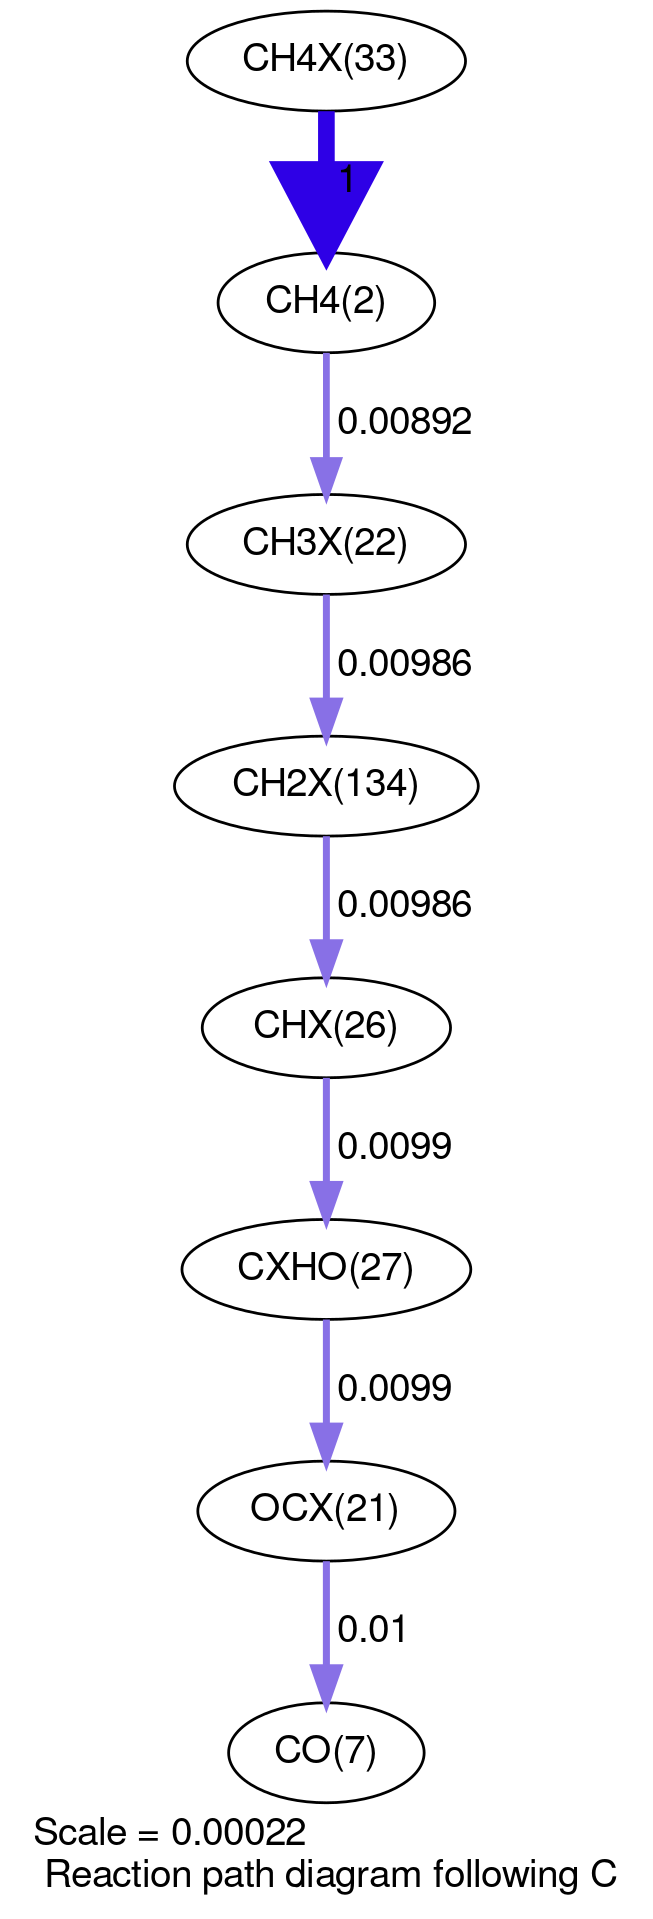 CH4X(33)
1
CH4(2)
0.00892
CH3X(22)
0.00986
CH2X(134)
0.00986
CHX(26)
0.0099
CXHO(27)
0.0099
OCX(21)
0.01
CO(7)
Scale = 0.00022
Reaction path diagram following C